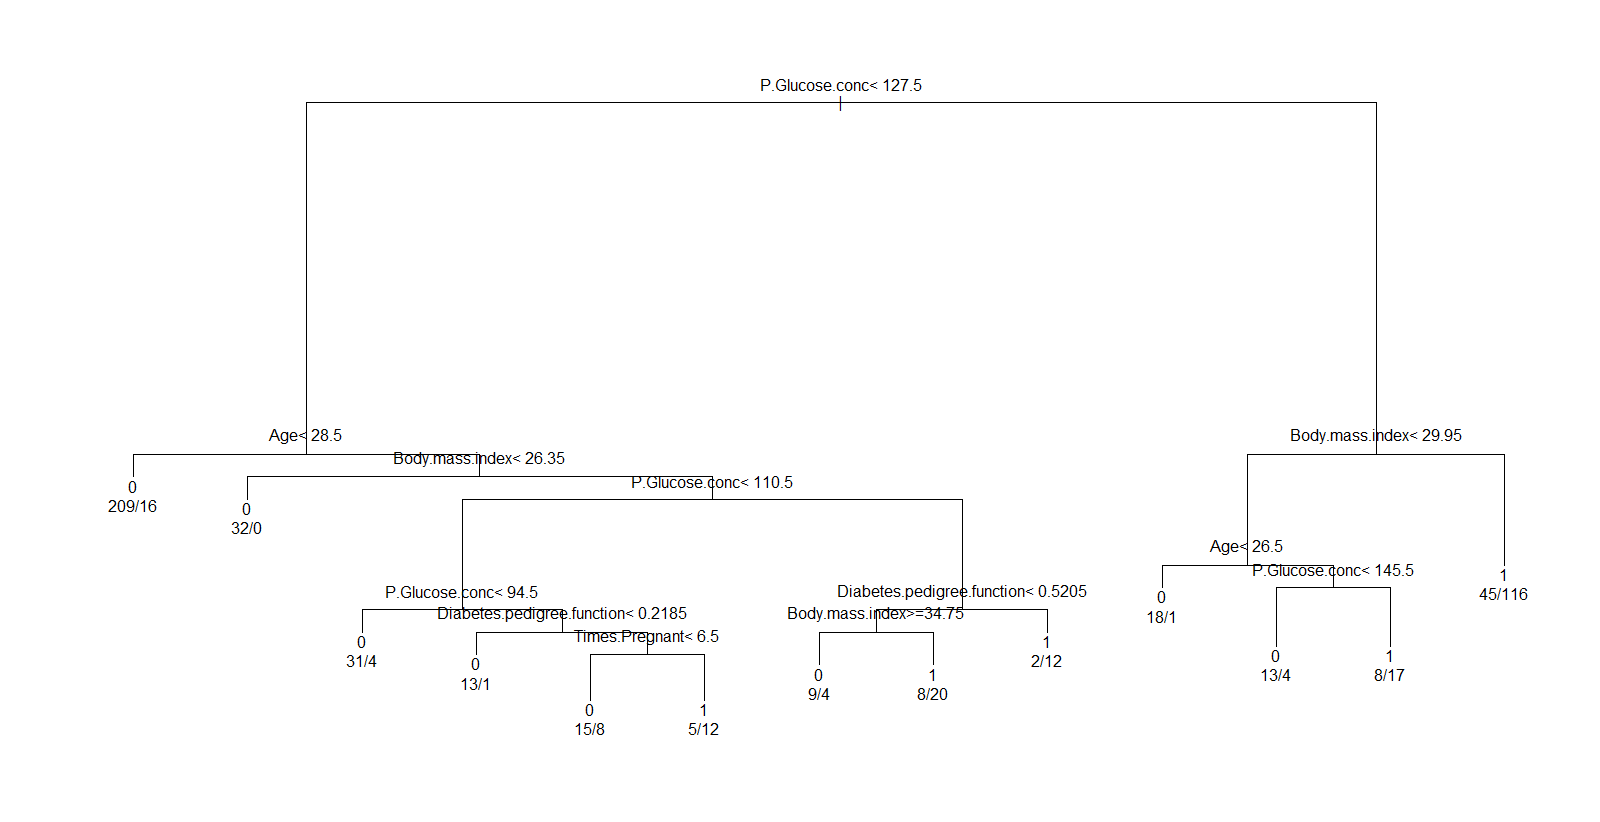 P.Glucose.conc< 127.5
Age< 28.5
Body.mass.index< 29.95
Body.mass.index< 26.35
P.Glucose.conc< 110.5
0
209/16
0
32/0
Age< 26.5
P.Glucose.conc< 145.5
1
45/116
P.Glucose.conc< 94.5
Diabetes.pedigree.function< 0.5205
0
18/1
Diabetes.pedigree.function< 0.2185
Body.mass.index>=34.75
Times.Pregnant< 6.5
0
31/4
1
2/12
0
13/4
1
8/17
0
13/1
0
9/4
1
8/20
0
15/8
1
5/12